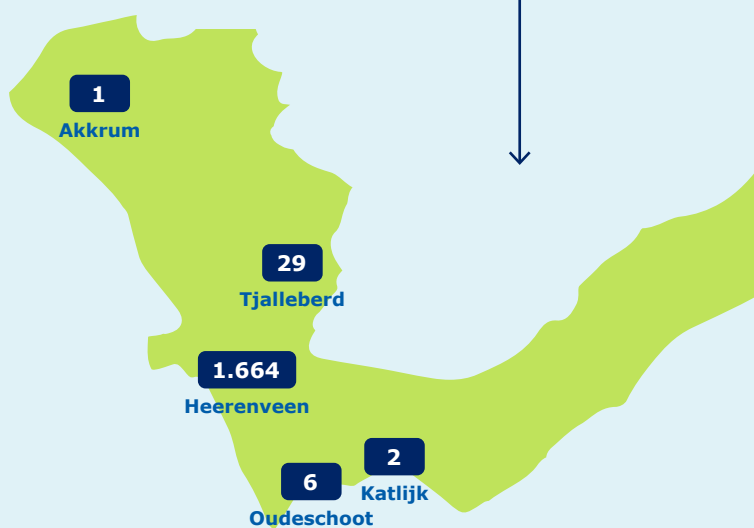 1
Akkrum
29
Tjalleberd
1.664
Heerenveen
2
Katlijk
6
Oudeschoot